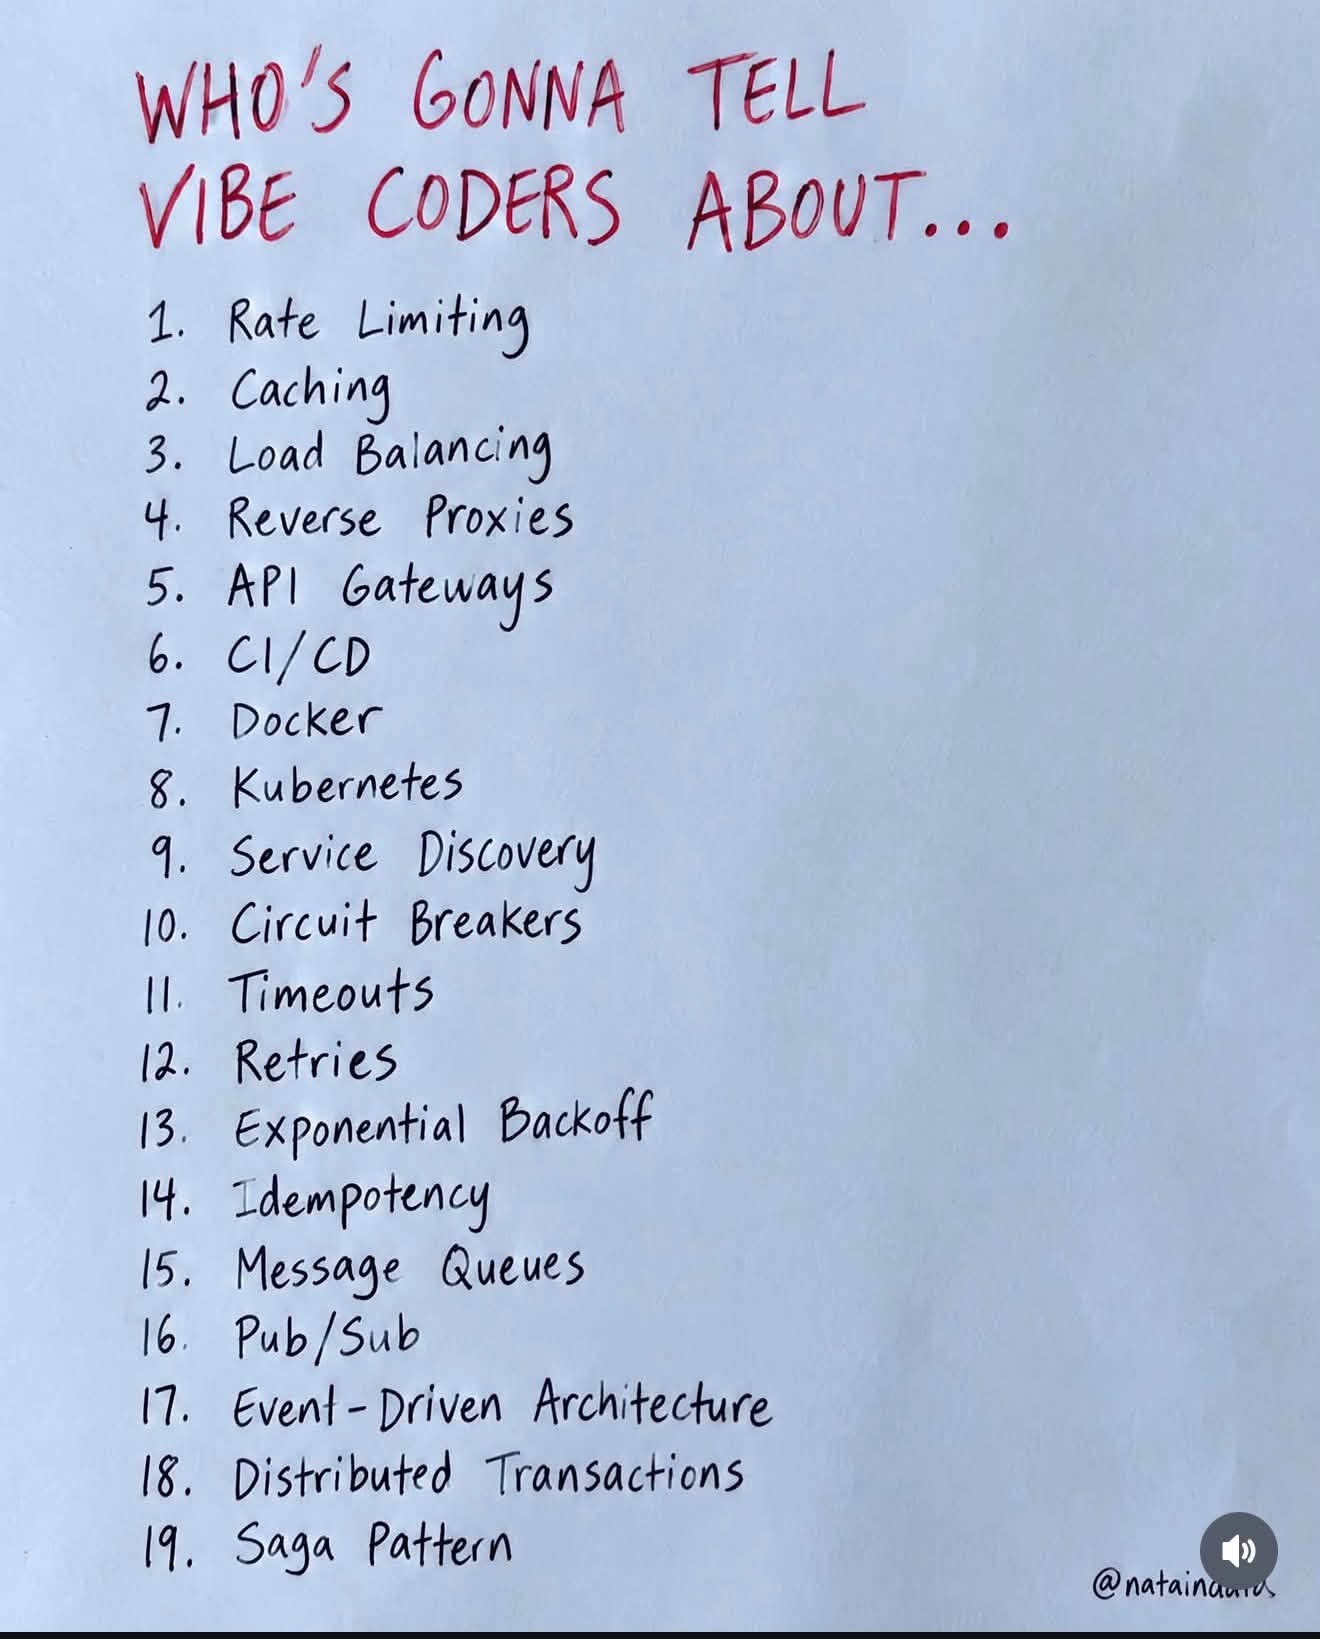 WHO'S GONNA TELL
VIBE CODERS ABOUT...
1. Rate Limiting
2. Caching
3. Load Balancing
4. Reverse Proxies
5. API Gateways
6. CI/CD
7. Docker
8. Kubernetes
9. Service Discovery
10. Circuit Breakers
11. Timeouts
12. Retries
13. Exponential Backoff
14. Idempotency
15. Message Queues
16. Pub/Sub
17. Event-Driven Architecture
18. Distributed Transactions
19. Saga Pattern